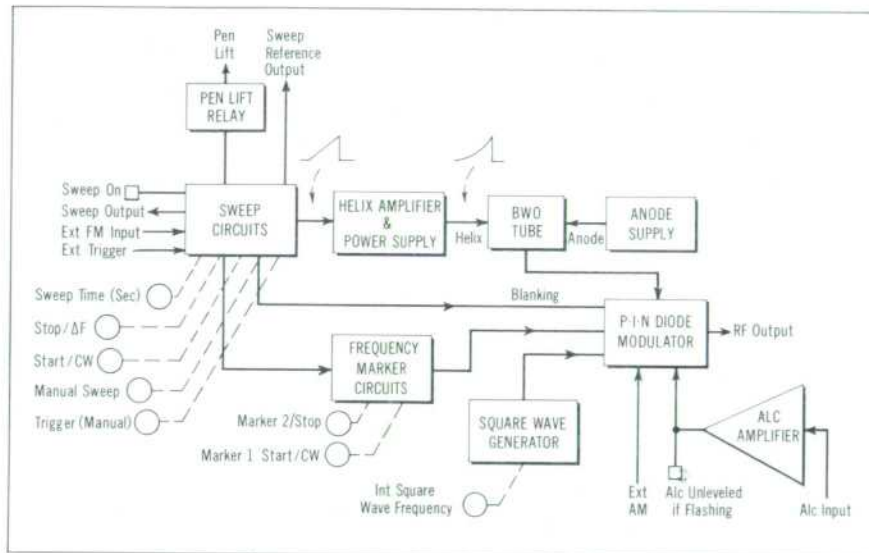 Pen
Lift
Sweep
Reference
Output
PEN LIFT
RELAY
Sweep On
Sweep Output
Ext FM Input
Ext Trigger
SWEEP
CIRCUITS
HELIX AMPLIFIER
&
POWER SUPPLY
Helix
BWO
TUBE
Anode
ANODE
SUPPLY
Sweep Time (Sec)
Stop/ΔF
Start/CW
Manual Sweep
Trigger (Manual)
Blanking
P·I·N DIODE
MODULATOR
RF Output
FREQUENCY
MARKER
CIRCUITS
Marker 2/Stop
Marker 1 Start/CW
SQUARE WAVE
GENERATOR
ALC
AMPLIFIER
Int Square
Wave Frequency
Ext
AM
Alc Unleveled
if Flashing
Alc Input